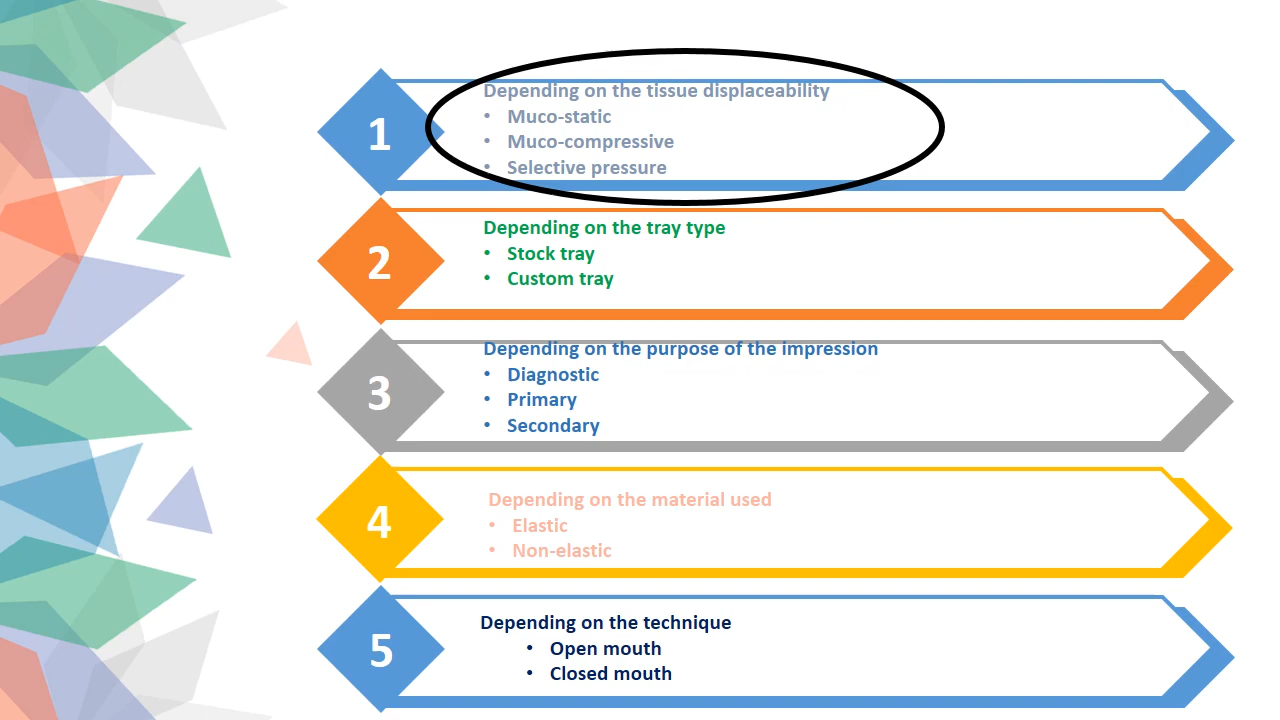 1
Depending on the tissue displaceability
• Muco-static
• Muco-compressive
• Selective pressure
2
Depending on the tray type
• Stock tray
• Custom tray
3
Depending on the purpose of the impression
• Diagnostic
• Primary
• Secondary
4
Depending on the material used
• Elastic
• Non-elastic
5
Depending on the technique
• Open mouth
• Closed mouth